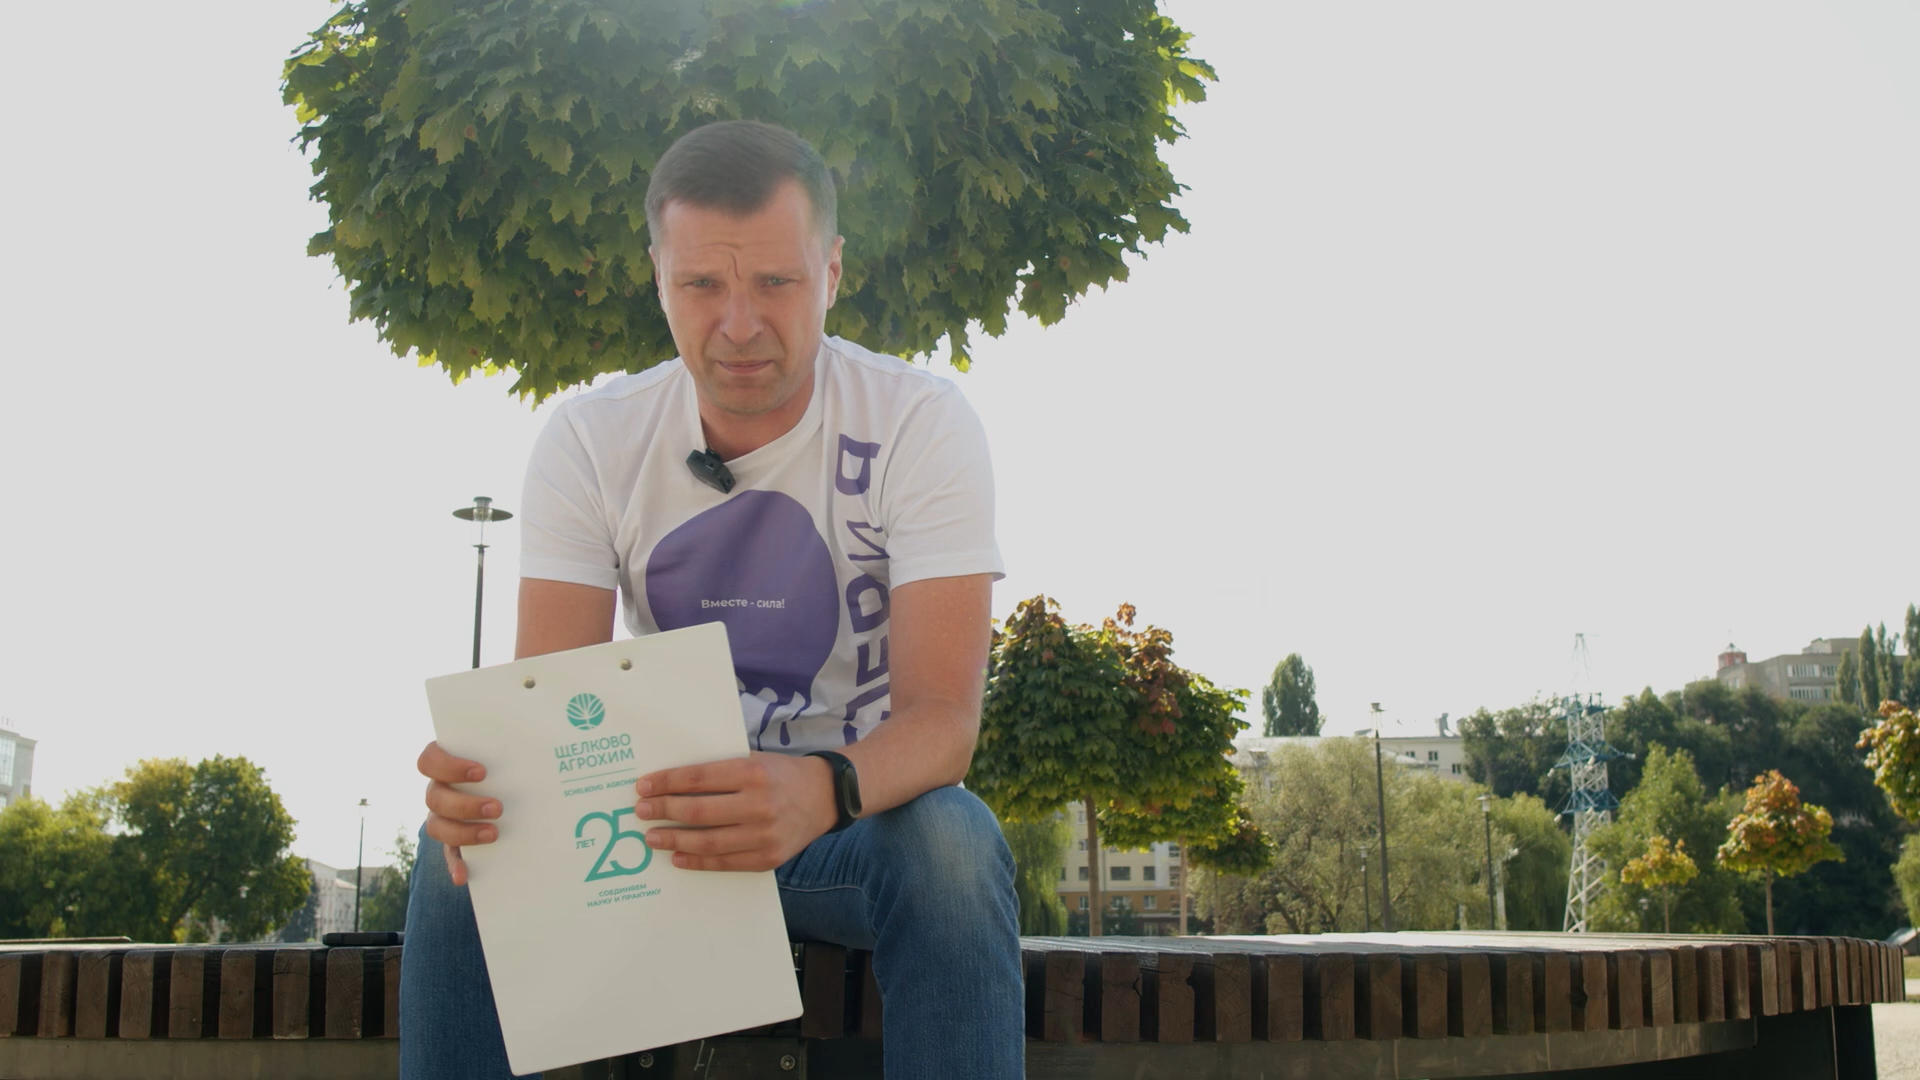 Вместе - сила!
ЩЕЛКОВО
АГРОХИМ
25
ЛЕТ
СОЕДИНЯЕМ
НАУКУ И ПРАКТИКУ